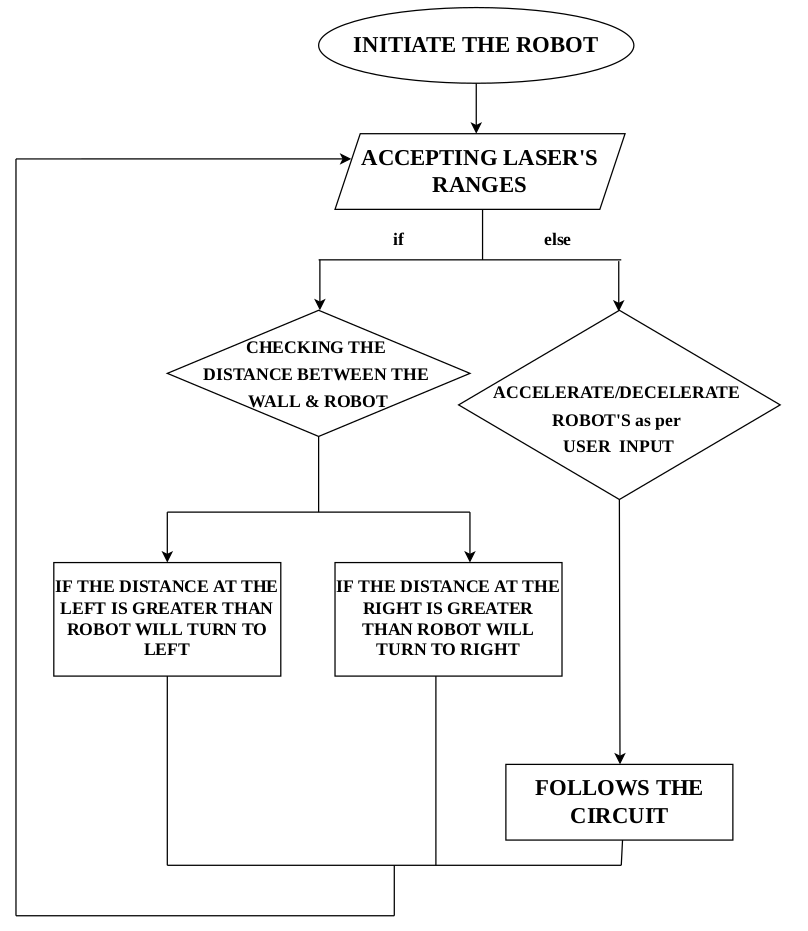 INITIATE THE ROBOT
ACCEPTING LASER'S
RANGES
if
else
CHECKING THE
DISTANCE BETWEEN THE
WALL & ROBOT
ACCELERATE/DECELERATE
ROBOT'S as per
USER INPUT
IF THE DISTANCE AT THE
LEFT IS GREATER THAN
ROBOT WILL TURN TO
LEFT
IF THE DISTANCE AT THE
RIGHT IS GREATER
THAN ROBOT WILL
TURN TO RIGHT
FOLLOWS THE
CIRCUIT